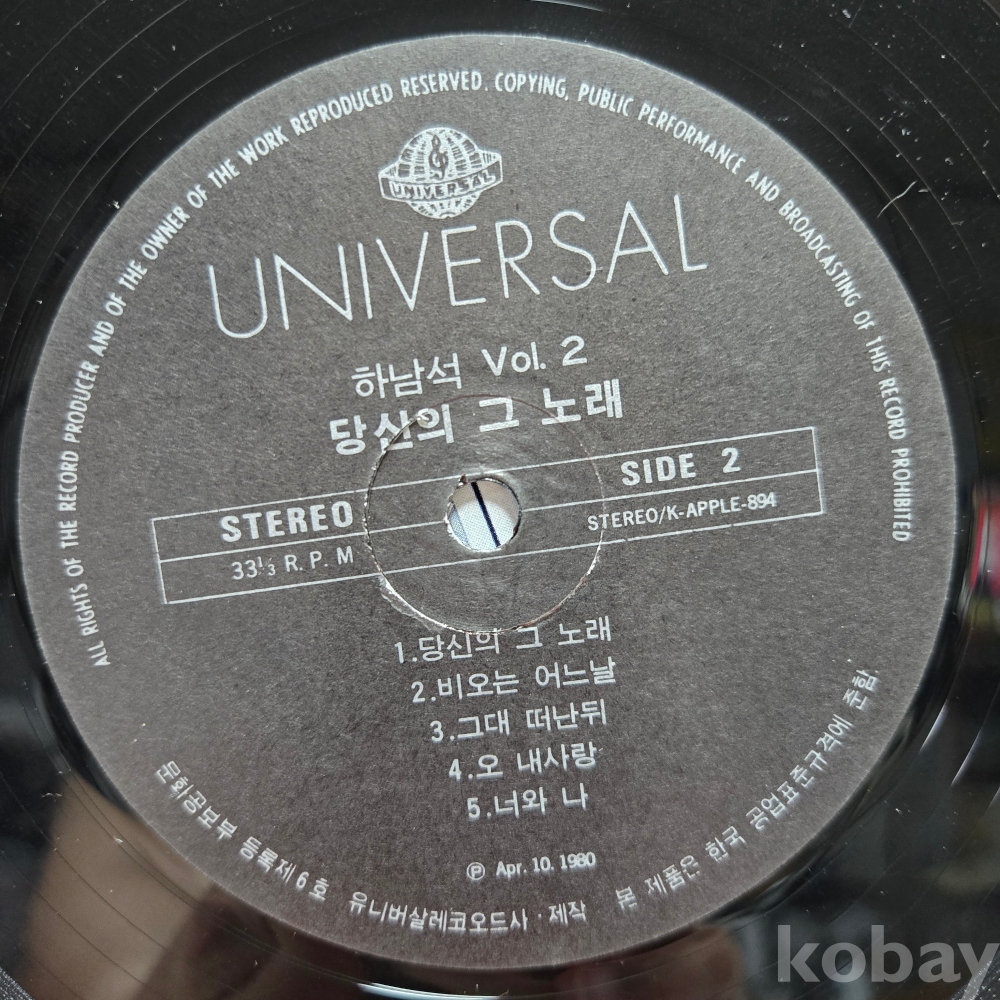 ALL RIGHTS OF THE RECORD PRODUCER AND OF THE OWNER OF THE WORK REPRODUCED RESERVED. COPYING, PUBLIC PERFORMANCE AND BROADCASTING OF THIS RECORD PROHIBITED
UNIVERSAL
UNIVERSAL
하남석 Vol. 2
당신의 그 노래
STEREO
SIDE 2
33⅓ R. P. M
STEREO/K-APPLE-894
1.당신의 그 노래
2.비오는 어느날
3.그대 떠난뒤
4.오 내사랑
5.너와 나
Ⓟ Apr. 10. 1980
문화공보부 등록제6호 유니버살레코오드사·제작 본 제품은 한국 공업표준규격에 준함.
kobay